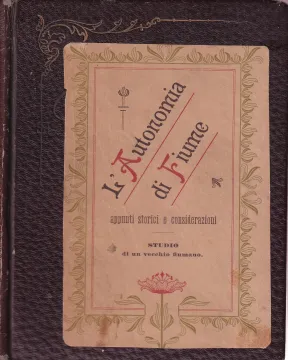 L'Autonomia
di Fiume
appunti storici e considerazioni
STUDIO
di un vecchio fiumano.